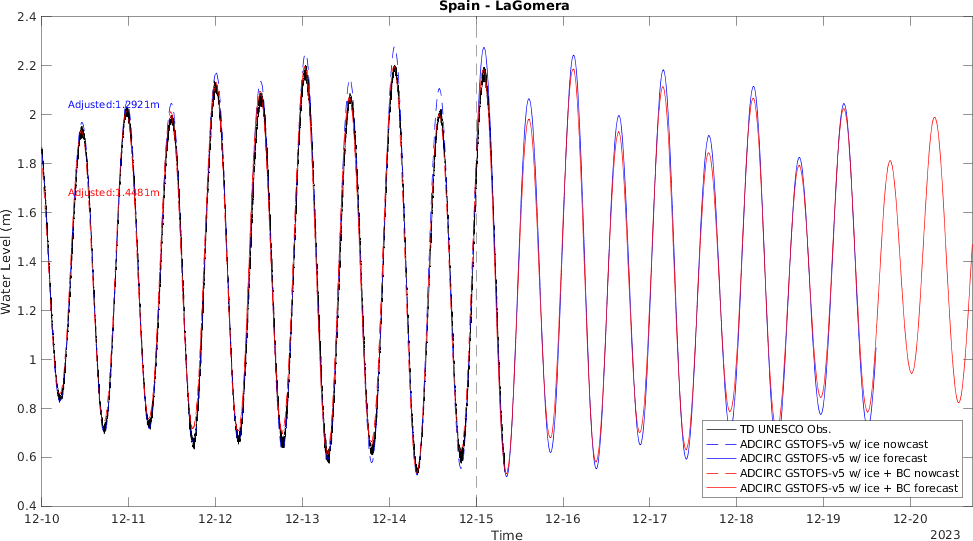 Spain - LaGomera
2.4
2.2
2
1.8
1.6
1.4
1.2
1
0.8
0.6
0.4
Water Level (m)
Adjusted:1.2921m
Adjusted:1.4481m
TD UNESCO Obs.
ADCIRC GSTOFS-v5 w/ ice nowcast
ADCIRC GSTOFS-v5 w/ ice forecast
ADCIRC GSTOFS-v5 w/ ice + BC nowcast
ADCIRC GSTOFS-v5 w/ ice + BC forecast
12-10 12-11 12-12 12-13 12-14 12-15 12-16 12-17 12-18 12-19 12-20
Time
2023